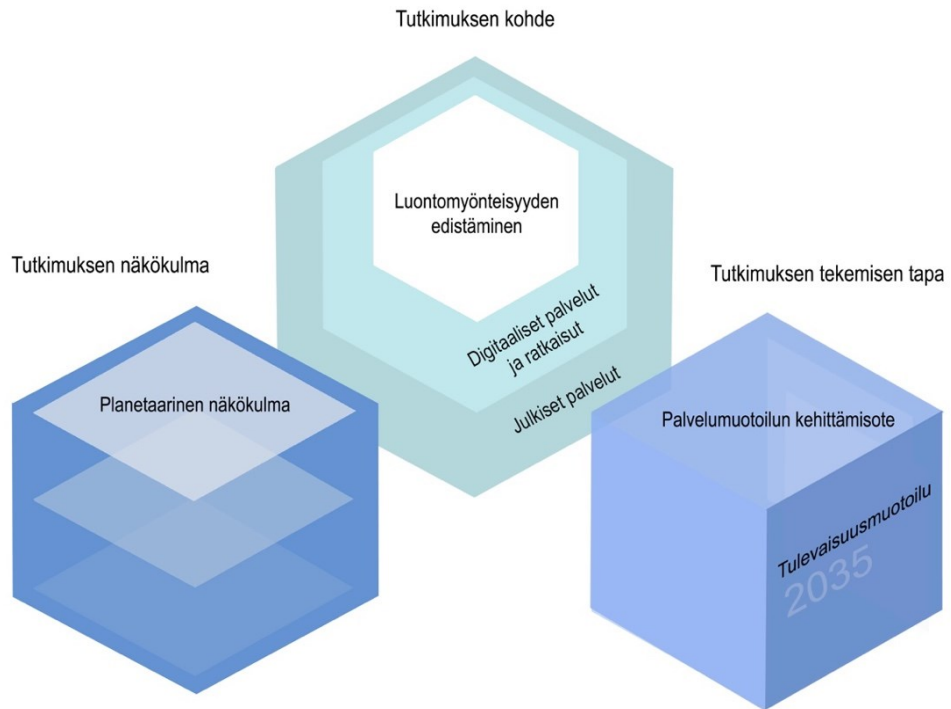 Tutkimuksen kohde
Luontomyönteisyyden
edistäminen
Digitaaliset palvelut
ja ratkaisut
Julkiset palvelut
Tutkimuksen näkökulma
Planetaarinen näkökulma
Tutkimuksen tekemisen tapa
Palvelumuotoilun kehittämisote
Tulevaisuusmuotoilu
2035